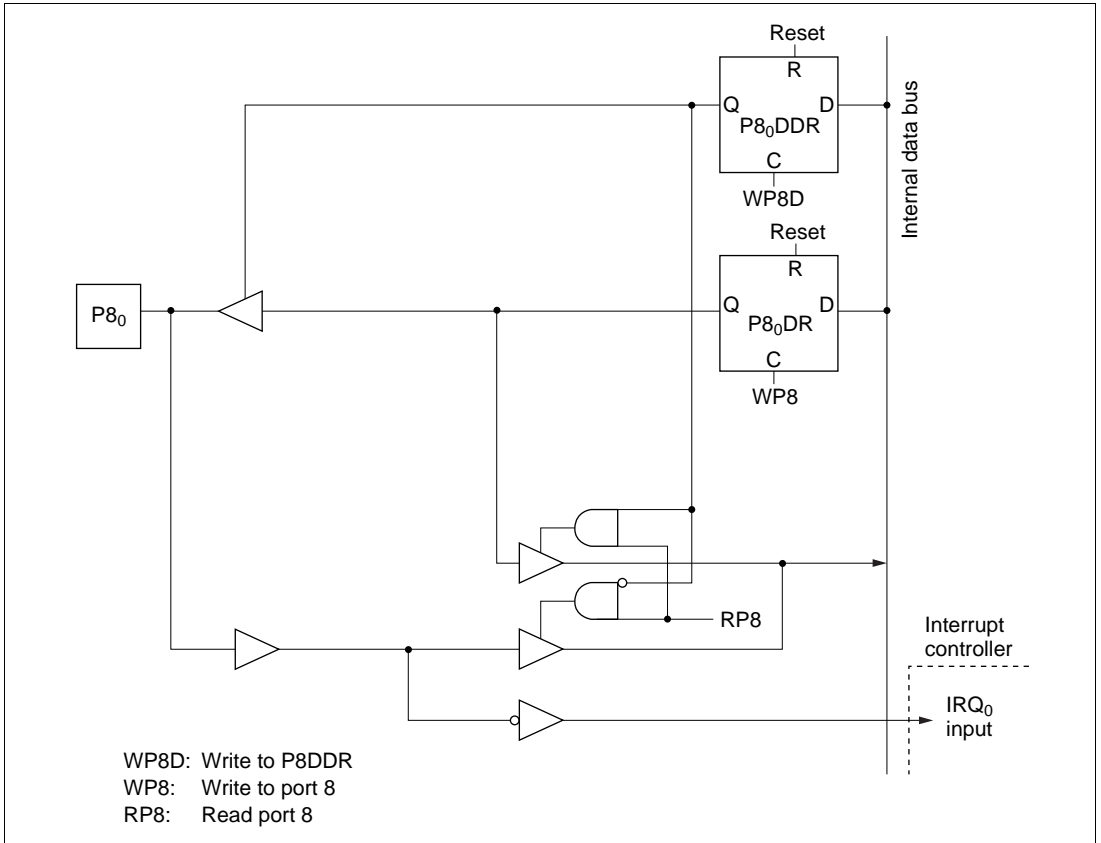 Reset
R
Q
D
P8₀DDR
C
WP8D
Internal data bus
Reset
R
Q
D
P8₀DR
C
WP8
P8₀
RP8
Interrupt
controller
IRQ₀
input
WP8D: Write to P8DDR
WP8: Write to port 8
RP8: Read port 8